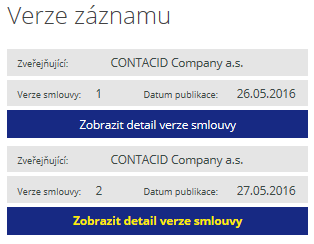 Verze záznamu
Zveřejňující: CONTACID Company a.s.
Verze smlouvy: 1 Datum publikace: 26.05.2016
Zobrazit detail verze smlouvy
Zveřejňující: CONTACID Company a.s.
Verze smlouvy: 2 Datum publikace: 27.05.2016
Zobrazit detail verze smlouvy